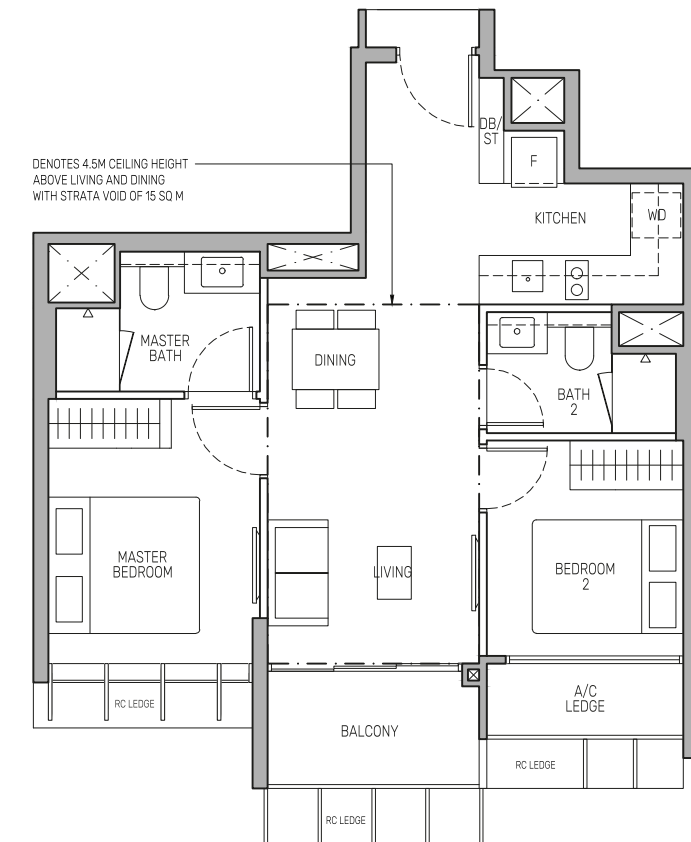 DB/
ST
F
DENOTES 4.5M CEILING HEIGHT
ABOVE LIVING AND DINING
WITH STRATA VOID OF 15 SQ M
KITCHEN
WD
MASTER
BATH
DINING
BATH
2
MASTER
BEDROOM
LIVING
BEDROOM
2
RC LEDGE
A/C
LEDGE
BALCONY
RC LEDGE
RC LEDGE